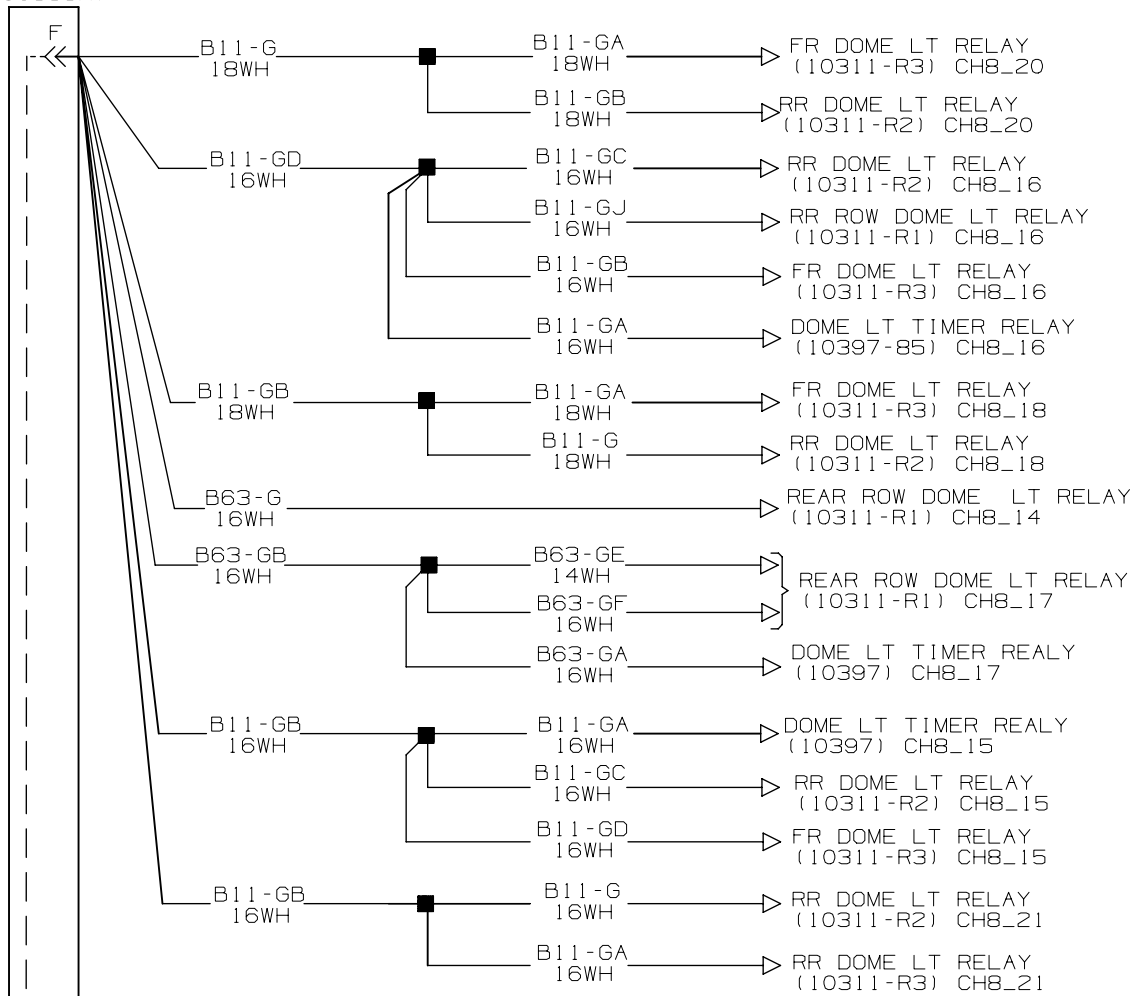 F
B11-G
18WH
B11-GA
18WH
FR DOME LT RELAY
(10311-R3) CH8_20
B11-GB
18WH
RR DOME LT RELAY
(10311-R2) CH8_20
B11-GD
16WH
B11-GC
16WH
RR DOME LT RELAY
(10311-R2) CH8_16
B11-GJ
16WH
RR ROW DOME LT RELAY
(10311-R1) CH8_16
B11-GB
16WH
FR DOME LT RELAY
(10311-R3) CH8_16
B11-GA
16WH
DOME LT TIMER RELAY
(10397-85) CH8_16
B11-GB
18WH
B11-GA
18WH
FR DOME LT RELAY
(10311-R3) CH8_18
B11-G
18WH
RR DOME LT RELAY
(10311-R2) CH8_18
B63-G
16WH
REAR ROW DOME LT RELAY
(10311-R1) CH8_14
B63-GB
16WH
B63-GE
14WH
B63-GF
16WH
REAR ROW DOME LT RELAY
(10311-R1) CH8_17
B63-GA
16WH
DOME LT TIMER REALY
(10397) CH8_17
B11-GB
16WH
B11-GA
16WH
DOME LT TIMER REALY
(10397) CH8_15
B11-GC
16WH
RR DOME LT RELAY
(10311-R2) CH8_15
B11-GD
16WH
FR DOME LT RELAY
(10311-R3) CH8_15
B11-GB
16WH
B11-G
16WH
RR DOME LT RELAY
(10311-R2) CH8_21
B11-GA
16WH
RR DOME LT RELAY
(10311-R3) CH8_21